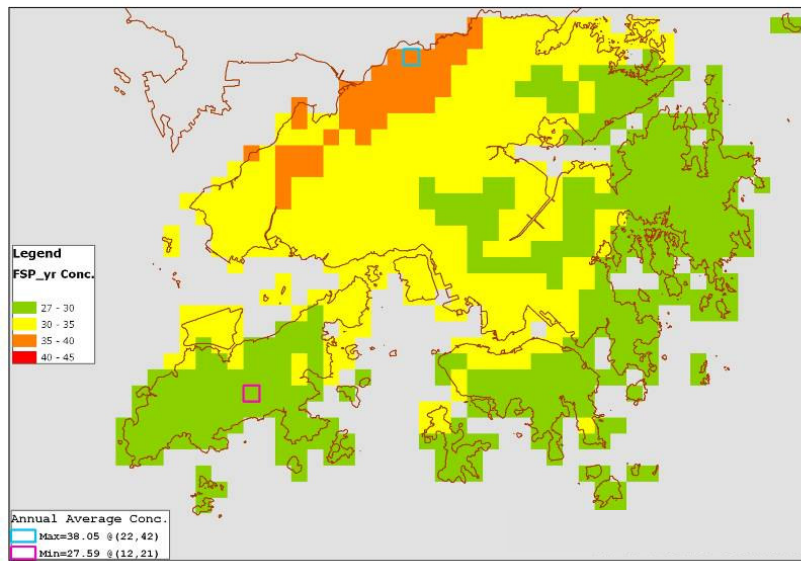 Legend
FSP_yr Conc.
27 - 30
30 - 35
35 - 40
40 - 45
Annual Average Conc.
Max=38.05 @(22,42)
Min=27.59 @(12,21)